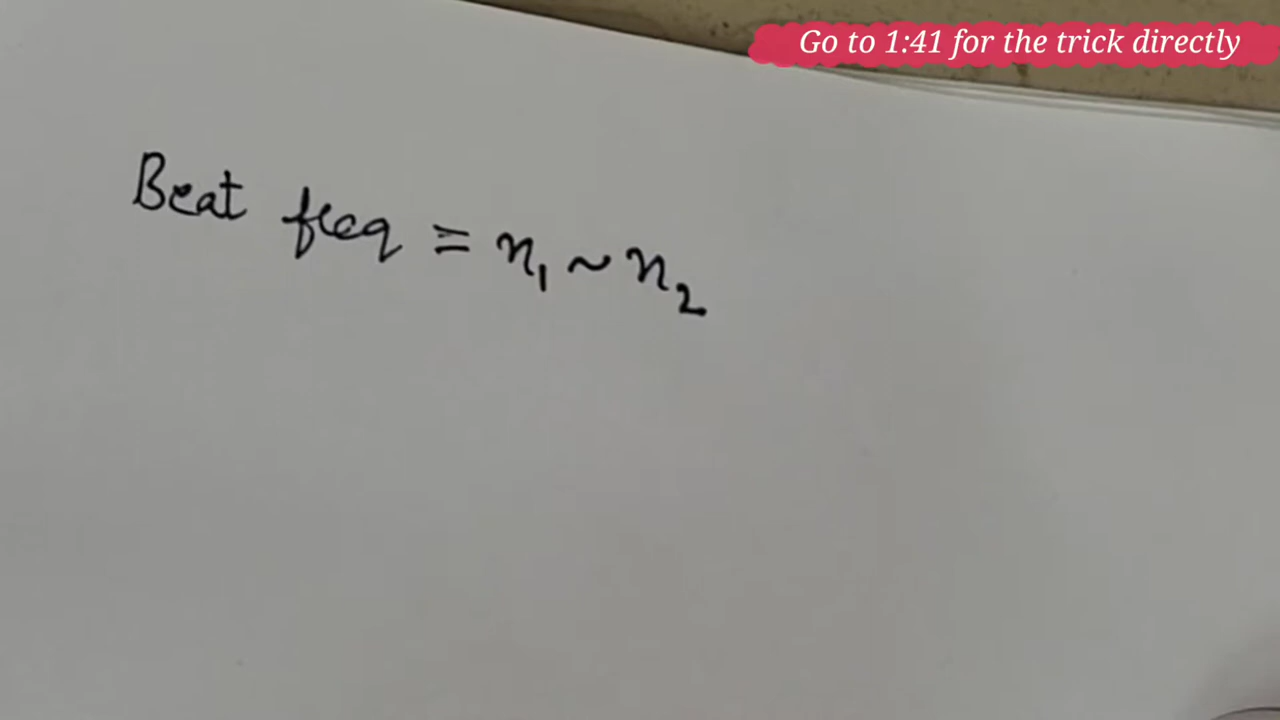 Go to 1:41 for the trick directly
Beat freq = n₁ ~ n₂